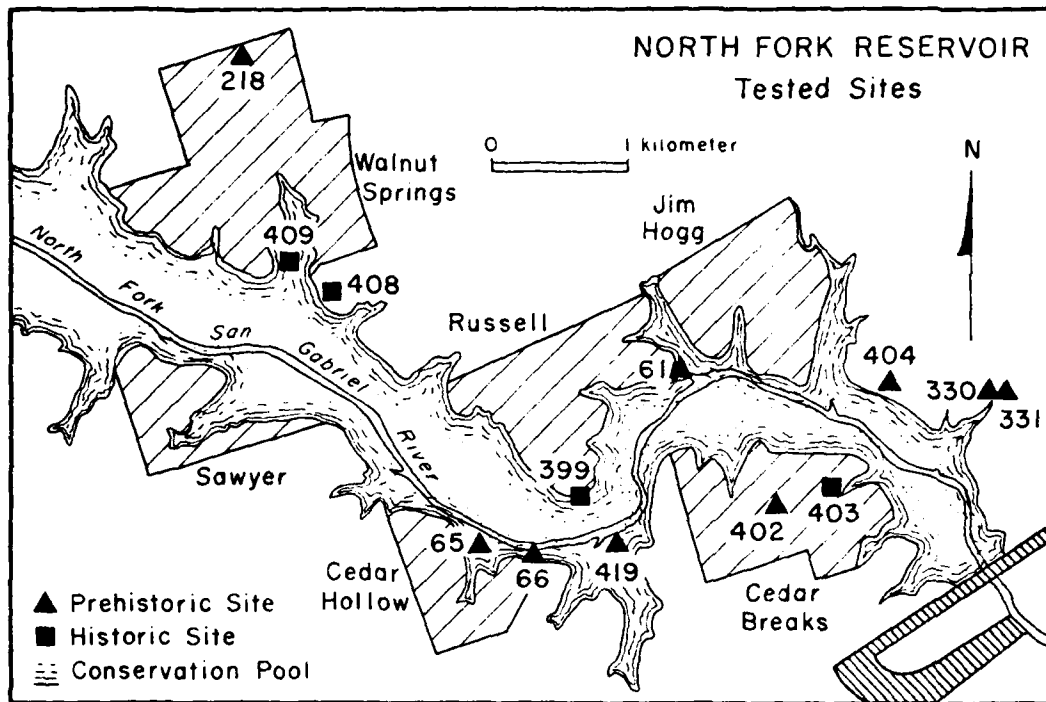 NORTH FORK RESERVOIR
Tested Sites
218
0 1 kilometer
N
Walnut
Springs
Jim
Hogg
409
408
North Fork San Gabriel River
Russell
61
404
330
331
Sawyer
399
402
403
65
66
419
Cedar
Hollow
Cedar
Breaks
Prehistoric Site
Historic Site
Conservation Pool